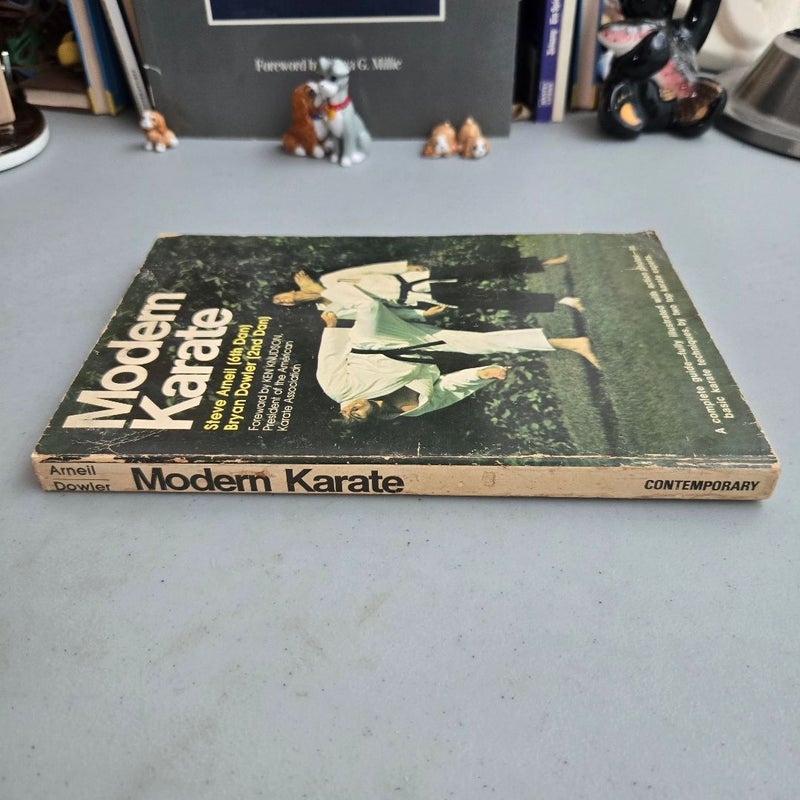 Foreword by G. Millie
Modern
Karate
Steve Arneil (6th Dan)
Bryan Dowler (2nd Dan)
Foreword by KEN KNUDSON,
President of the American
Karate Association
A complete guide—fully illustrated with action photos—to
basic karate techniques, by two top karate experts.
Arneil
Dowler
Modern Karate
CONTEMPORARY